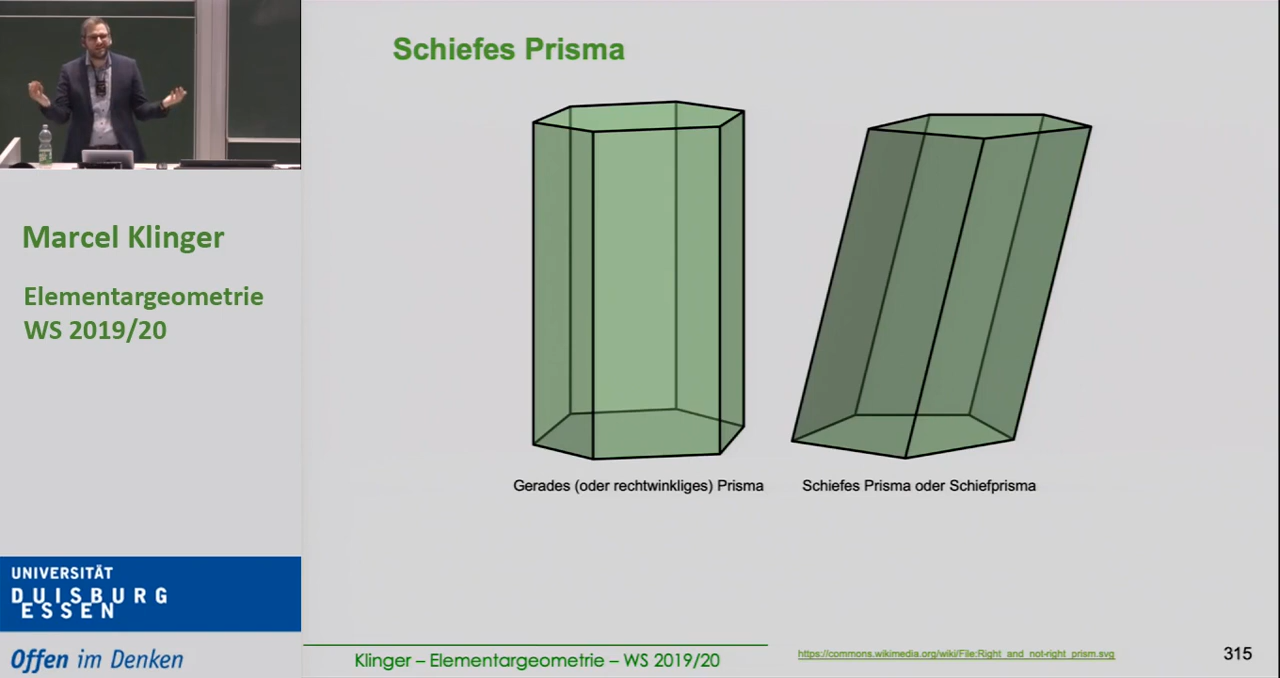 Schiefes Prisma
Marcel Klinger
Elementargeometrie
WS 2019/20
Gerades (oder rechtwinkliges) Prisma
Schiefes Prisma oder Schiefprisma
UNIVERSITÄT
DUISBURG
ESSEN
Offen im Denken
Klinger – Elementargeometrie – WS 2019/20
https://commons.wikimedia.org/wiki/File:Right_and_not-right_prism.svg
315